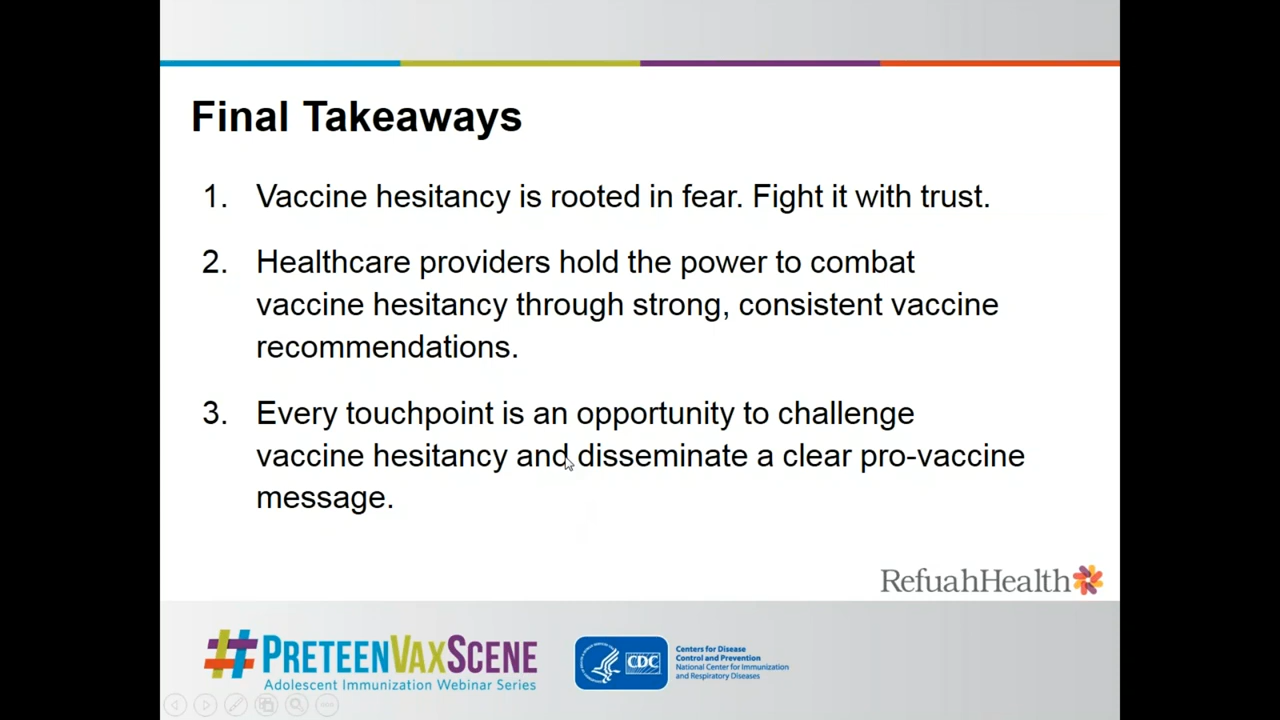 Final Takeaways
1. Vaccine hesitancy is rooted in fear. Fight it with trust.
2. Healthcare providers hold the power to combat
vaccine hesitancy through strong, consistent vaccine
recommendations.
3. Every touchpoint is an opportunity to challenge
vaccine hesitancy and disseminate a clear pro-vaccine
message.
RefuahHealth
#PRETEENVAXSCENE
Adolescent Immunization Webinar Series
CDC
Centers for Disease
Control and Prevention
National Center for Immunization
and Respiratory Diseases